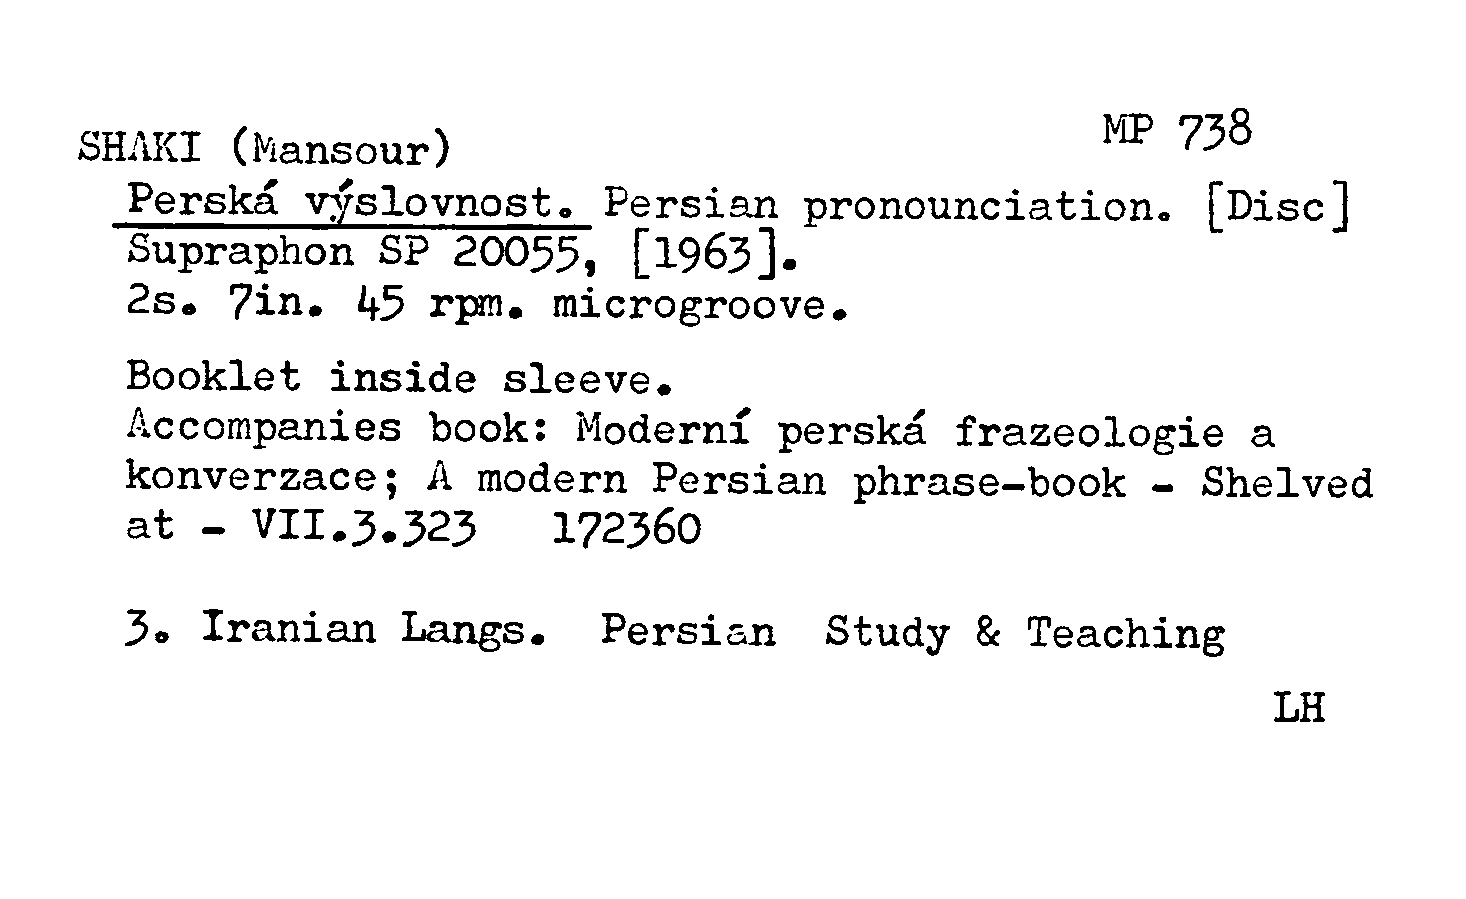 MP 738
SHAKI (Mansour)
Perská výslovnost. Persian pronounciation. [Disc]
Supraphon SP 20055, [1963].
2s. 7in. 45 rpm. microgroove.
Booklet inside sleeve.
Accompanies book: Moderní perská frazeologie a
konverzace; A modern Persian phrase-book - Shelved
at - VII.3.323 172360
3. Iranian Langs. Persian Study & Teaching
LH